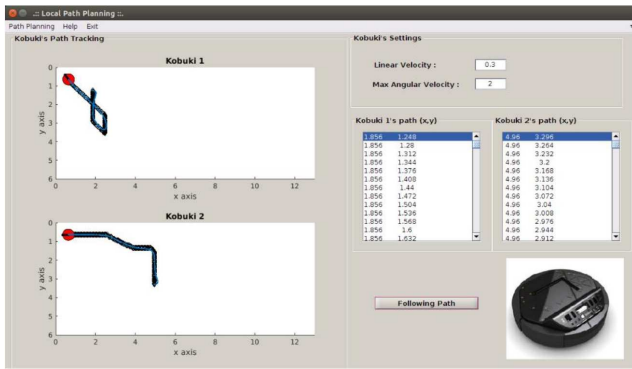 .:: Local Path Planning ::.
Path Planning Help Exit
Kobuki's Path Tracking
Kobuki 1
0
1
2
3
4
5
6
y axis
0 2 4 6 8 10 12
x axis
Kobuki 2
0
1
2
3
4
5
6
y axis
0 2 4 6 8 10 12
x axis
Kobuki's Settings
Linear Velocity : 0.3
Max Angular Velocity : 2
Kobuki 1's path (x,y)
1.856 1.248
1.856 1.28
1.856 1.312
1.856 1.344
1.856 1.376
1.856 1.408
1.856 1.44
1.856 1.472
1.856 1.504
1.856 1.536
1.856 1.568
1.856 1.6
1.856 1.632
Kobuki 2's path (x,y)
4.96 3.296
4.96 3.264
4.96 3.232
4.96 3.2
4.96 3.168
4.96 3.136
4.96 3.104
4.96 3.072
4.96 3.04
4.96 3.008
4.96 2.976
4.96 2.944
4.96 2.912
Following Path